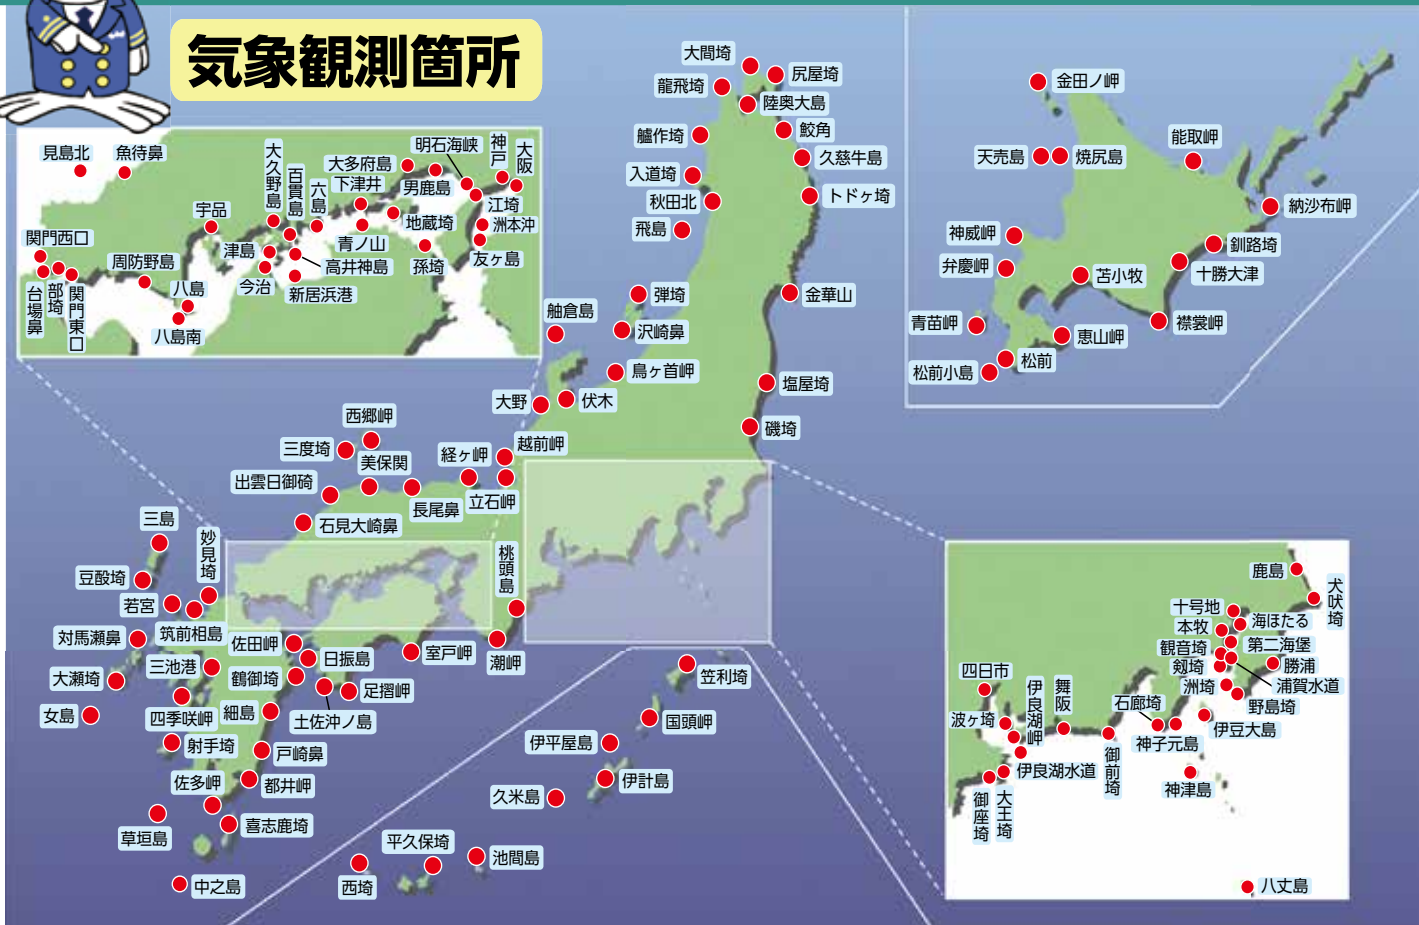 気象観測箇所
見島北
魚待鼻
大久野島
百貫島
六島
大多府島
下津井
明石海峡
男鹿島
神戸
大阪
江埼
洲本沖
友ヶ島
地蔵埼
孫埼
青ノ山
高井神島
新居浜港
今治
津島
宇品
関門西口
台場鼻
部埼
関門東口
周防野島
八島
八島南
大間埼
尻屋埼
龍飛埼
陸奥大島
鮫角
艫作埼
久慈牛島
入道埼
トドヶ埼
秋田北
飛島
金華山
弾埼
沢崎鼻
舳倉島
鳥ヶ首岬
塩屋埼
大野
伏木
磯埼
金田ノ岬
天売島
焼尻島
能取岬
納沙布岬
神威岬
釧路埼
弁慶岬
十勝大津
苫小牧
襟裳岬
青苗岬
恵山岬
松前
松前小島
西郷岬
三度埼
美保関
経ヶ岬
越前岬
立石岬
出雲日御碕
長尾鼻
石見大崎鼻
三島
妙見埼
豆酘埼
若宮
筑前相島
対馬瀬鼻
三池港
大瀬埼
女島
四季咲岬
射手埼
佐多岬
草垣島
中之島
佐田岬
日振島
鶴御埼
細島
土佐沖ノ島
足摺岬
戸崎鼻
都井岬
喜志鹿埼
室戸岬
潮岬
桃頭島
笠利埼
国頭岬
伊平屋島
伊計島
久米島
平久保埼
池間島
西埼
鹿島
犬吠埼
十号地
海ほたる
本牧
第二海堡
観音埼
剱埼
勝浦
浦賀水道
洲埼
野島埼
伊豆大島
四日市
伊良湖岬
舞阪
石廊埼
波ヶ埼
神子元島
御前埼
伊良湖水道
神津島
御座埼
大王埼
八丈島